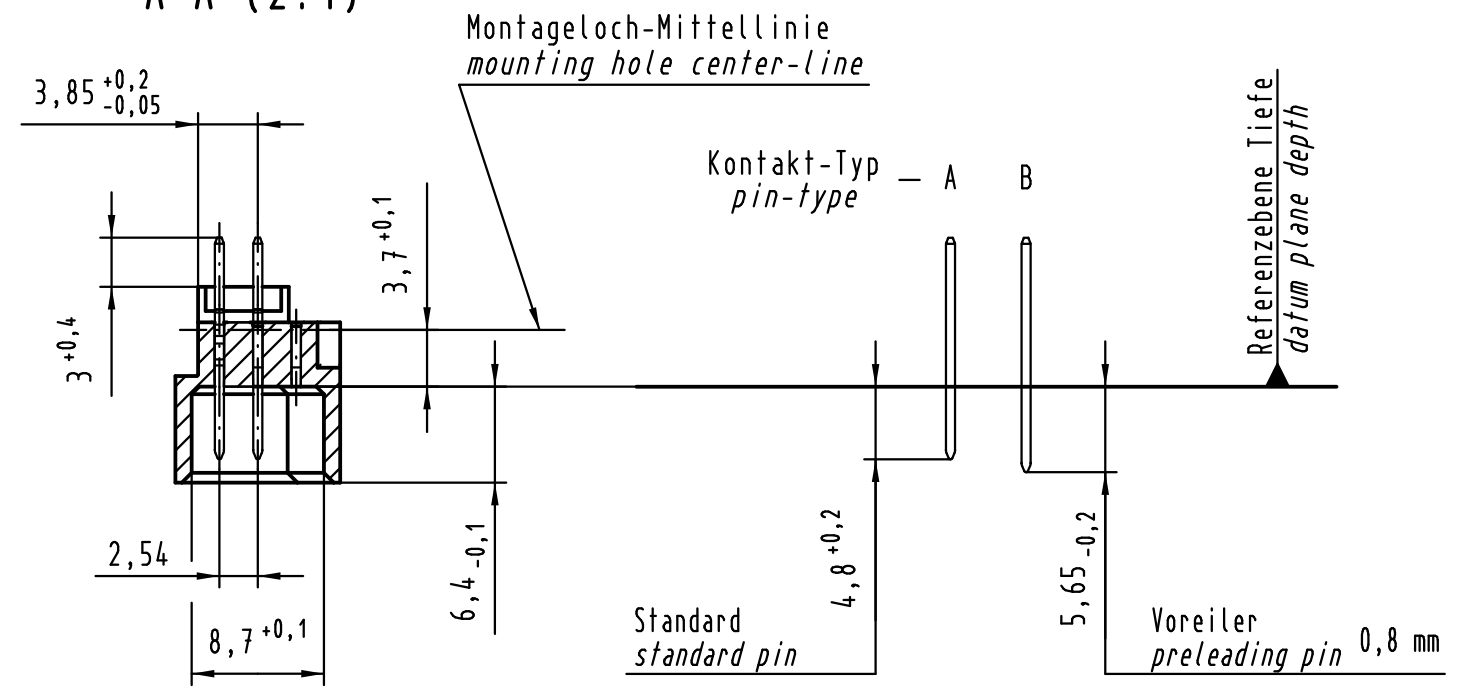 A-A (2:1)
Montageloch-Mittellinie
mounting hole center-line
3,85 +0,2 -0,05
Kontakt-Typ – A B
pin-type
Referenzebene Tiefe
datum plane depth
3,7 +0,1
3 +0,4
2,54
8,7 +0,1
6,4 -0,1
4,8 +0,2
5,65 -0,2
Standard
standard pin
Voreiler
preleading pin 0,8 mm